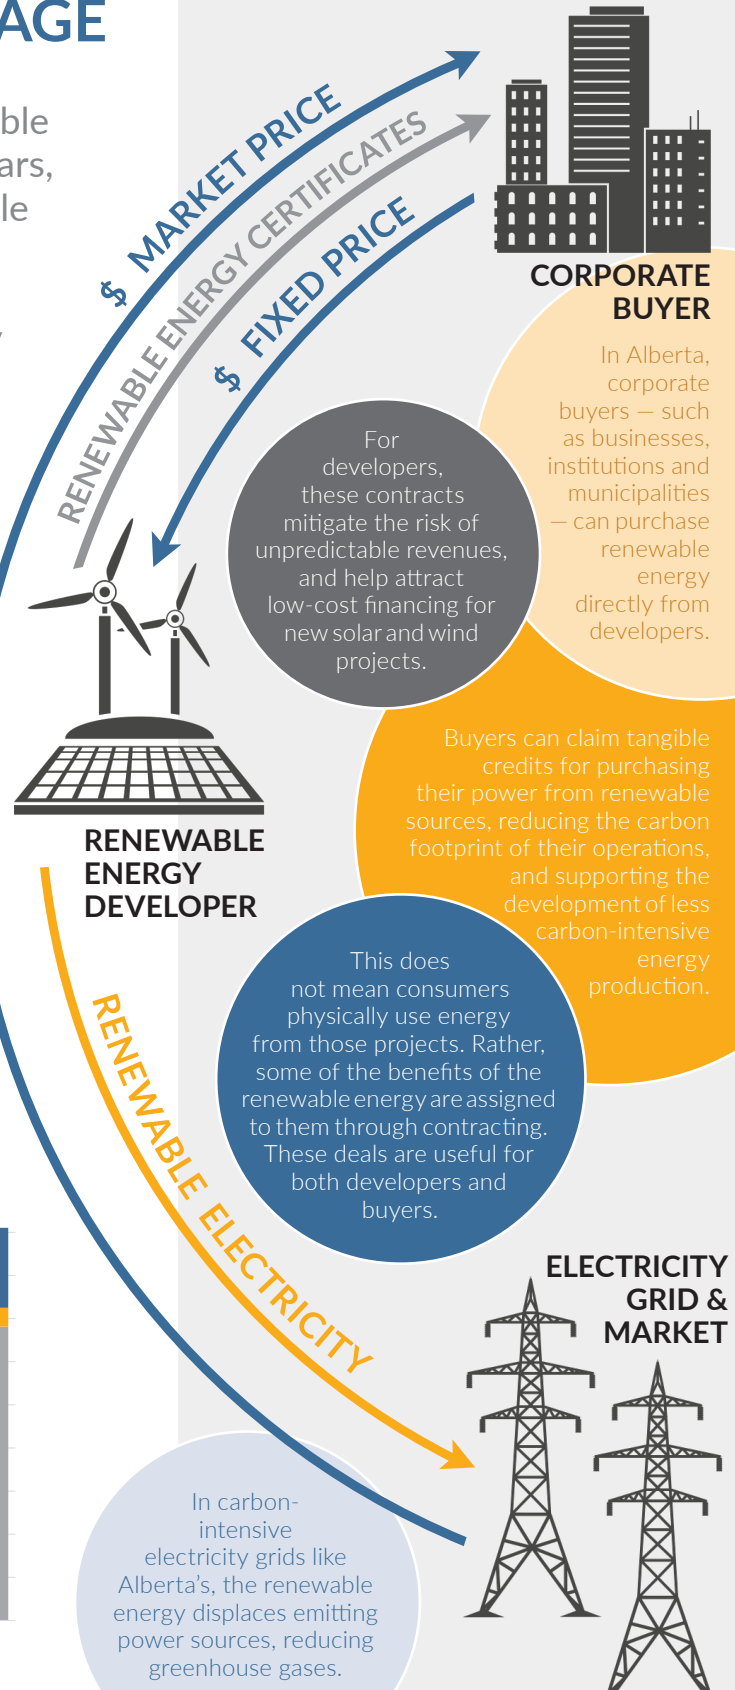 AGE
ble
ars,
le
$ MARKET PRICE
RENEWABLE ENERGY CERTIFICATES
$ FIXED PRICE
CORPORATE
BUYER
In Alberta,
corporate
buyers — such
as businesses,
institutions and
municipalities
— can purchase
renewable
energy
directly from
developers.
For
developers,
these contracts
mitigate the risk of
unpredictable revenues,
and help attract
low-cost financing for
new solar and wind
projects.
Buyers can claim tangible
credits for purchasing
their power from renewable
sources, reducing the carbon
footprint of their operations,
and supporting the
development of less
carbon-intensive
energy
production.
RENEWABLE
ENERGY
DEVELOPER
This does
not mean consumers
physically use energy
from those projects. Rather,
some of the benefits of the
renewable energy are assigned
to them through contracting.
These deals are useful for
both developers and
buyers.
RENEWABLE ELECTRICITY
ELECTRICITY
GRID &
MARKET
In carbon-
intensive
electricity grids like
Alberta's, the renewable
energy displaces emitting
power sources, reducing
greenhouse gases.